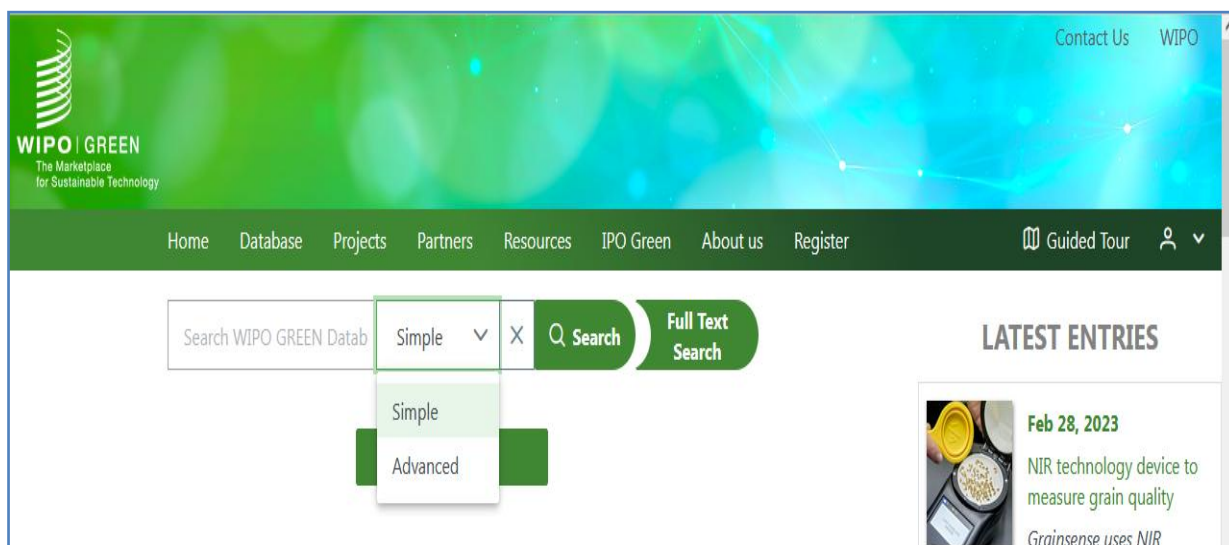 Contact Us WIPO
WIPO | GREEN
The Marketplace
for Sustainable Technology
Home Database Projects Partners Resources IPO Green About us Register Guided Tour
Search WIPO GREEN Datab Simple X Search Full Text
Search
Simple
Advanced
LATEST ENTRIES
Feb 28, 2023
NIR technology device to
measure grain quality
Grainsense uses NIR